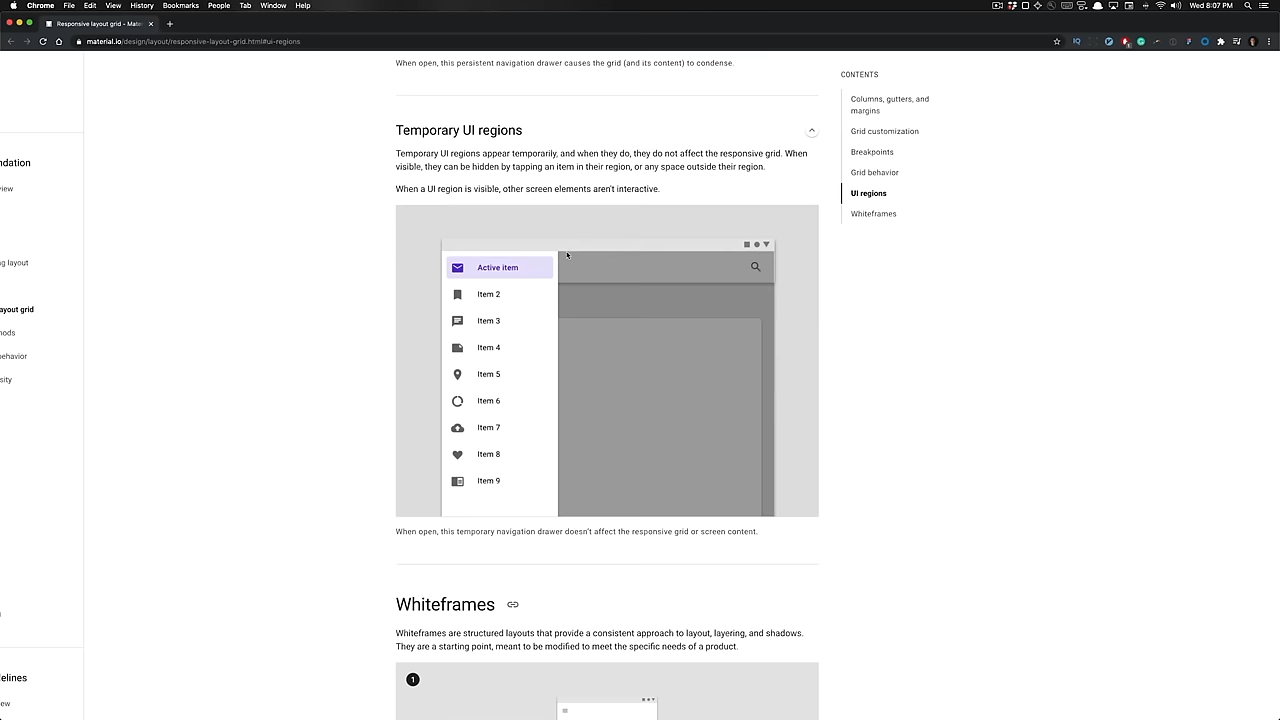 Chrome File Edit View History Bookmarks People Tab Window Help
Wed 8:07 PM
Responsive layout grid - Mate
material.io/design/layout/responsive-layout-grid.html#ui-regions
When open, this persistent navigation drawer causes the grid (and its content) to condense.
CONTENTS
Columns, gutters, and
margins
Grid customization
Breakpoints
Grid behavior
UI regions
Whiteframes
ndation
iew
ng layout
ayout grid
hods
ehavior
sity
elines
ew
Temporary UI regions
Temporary UI regions appear temporarily, and when they do, they do not affect the responsive grid. When
visible, they can be hidden by tapping an item in their region, or any space outside their region.
When a UI region is visible, other screen elements aren't interactive.
Active item
Item 2
Item 3
Item 4
Item 5
Item 6
Item 7
Item 8
Item 9
When open, this temporary navigation drawer doesn't affect the responsive grid or screen content.
Whiteframes
Whiteframes are structured layouts that provide a consistent approach to layout, layering, and shadows.
They are a starting point, meant to be modified to meet the specific needs of a product.
1